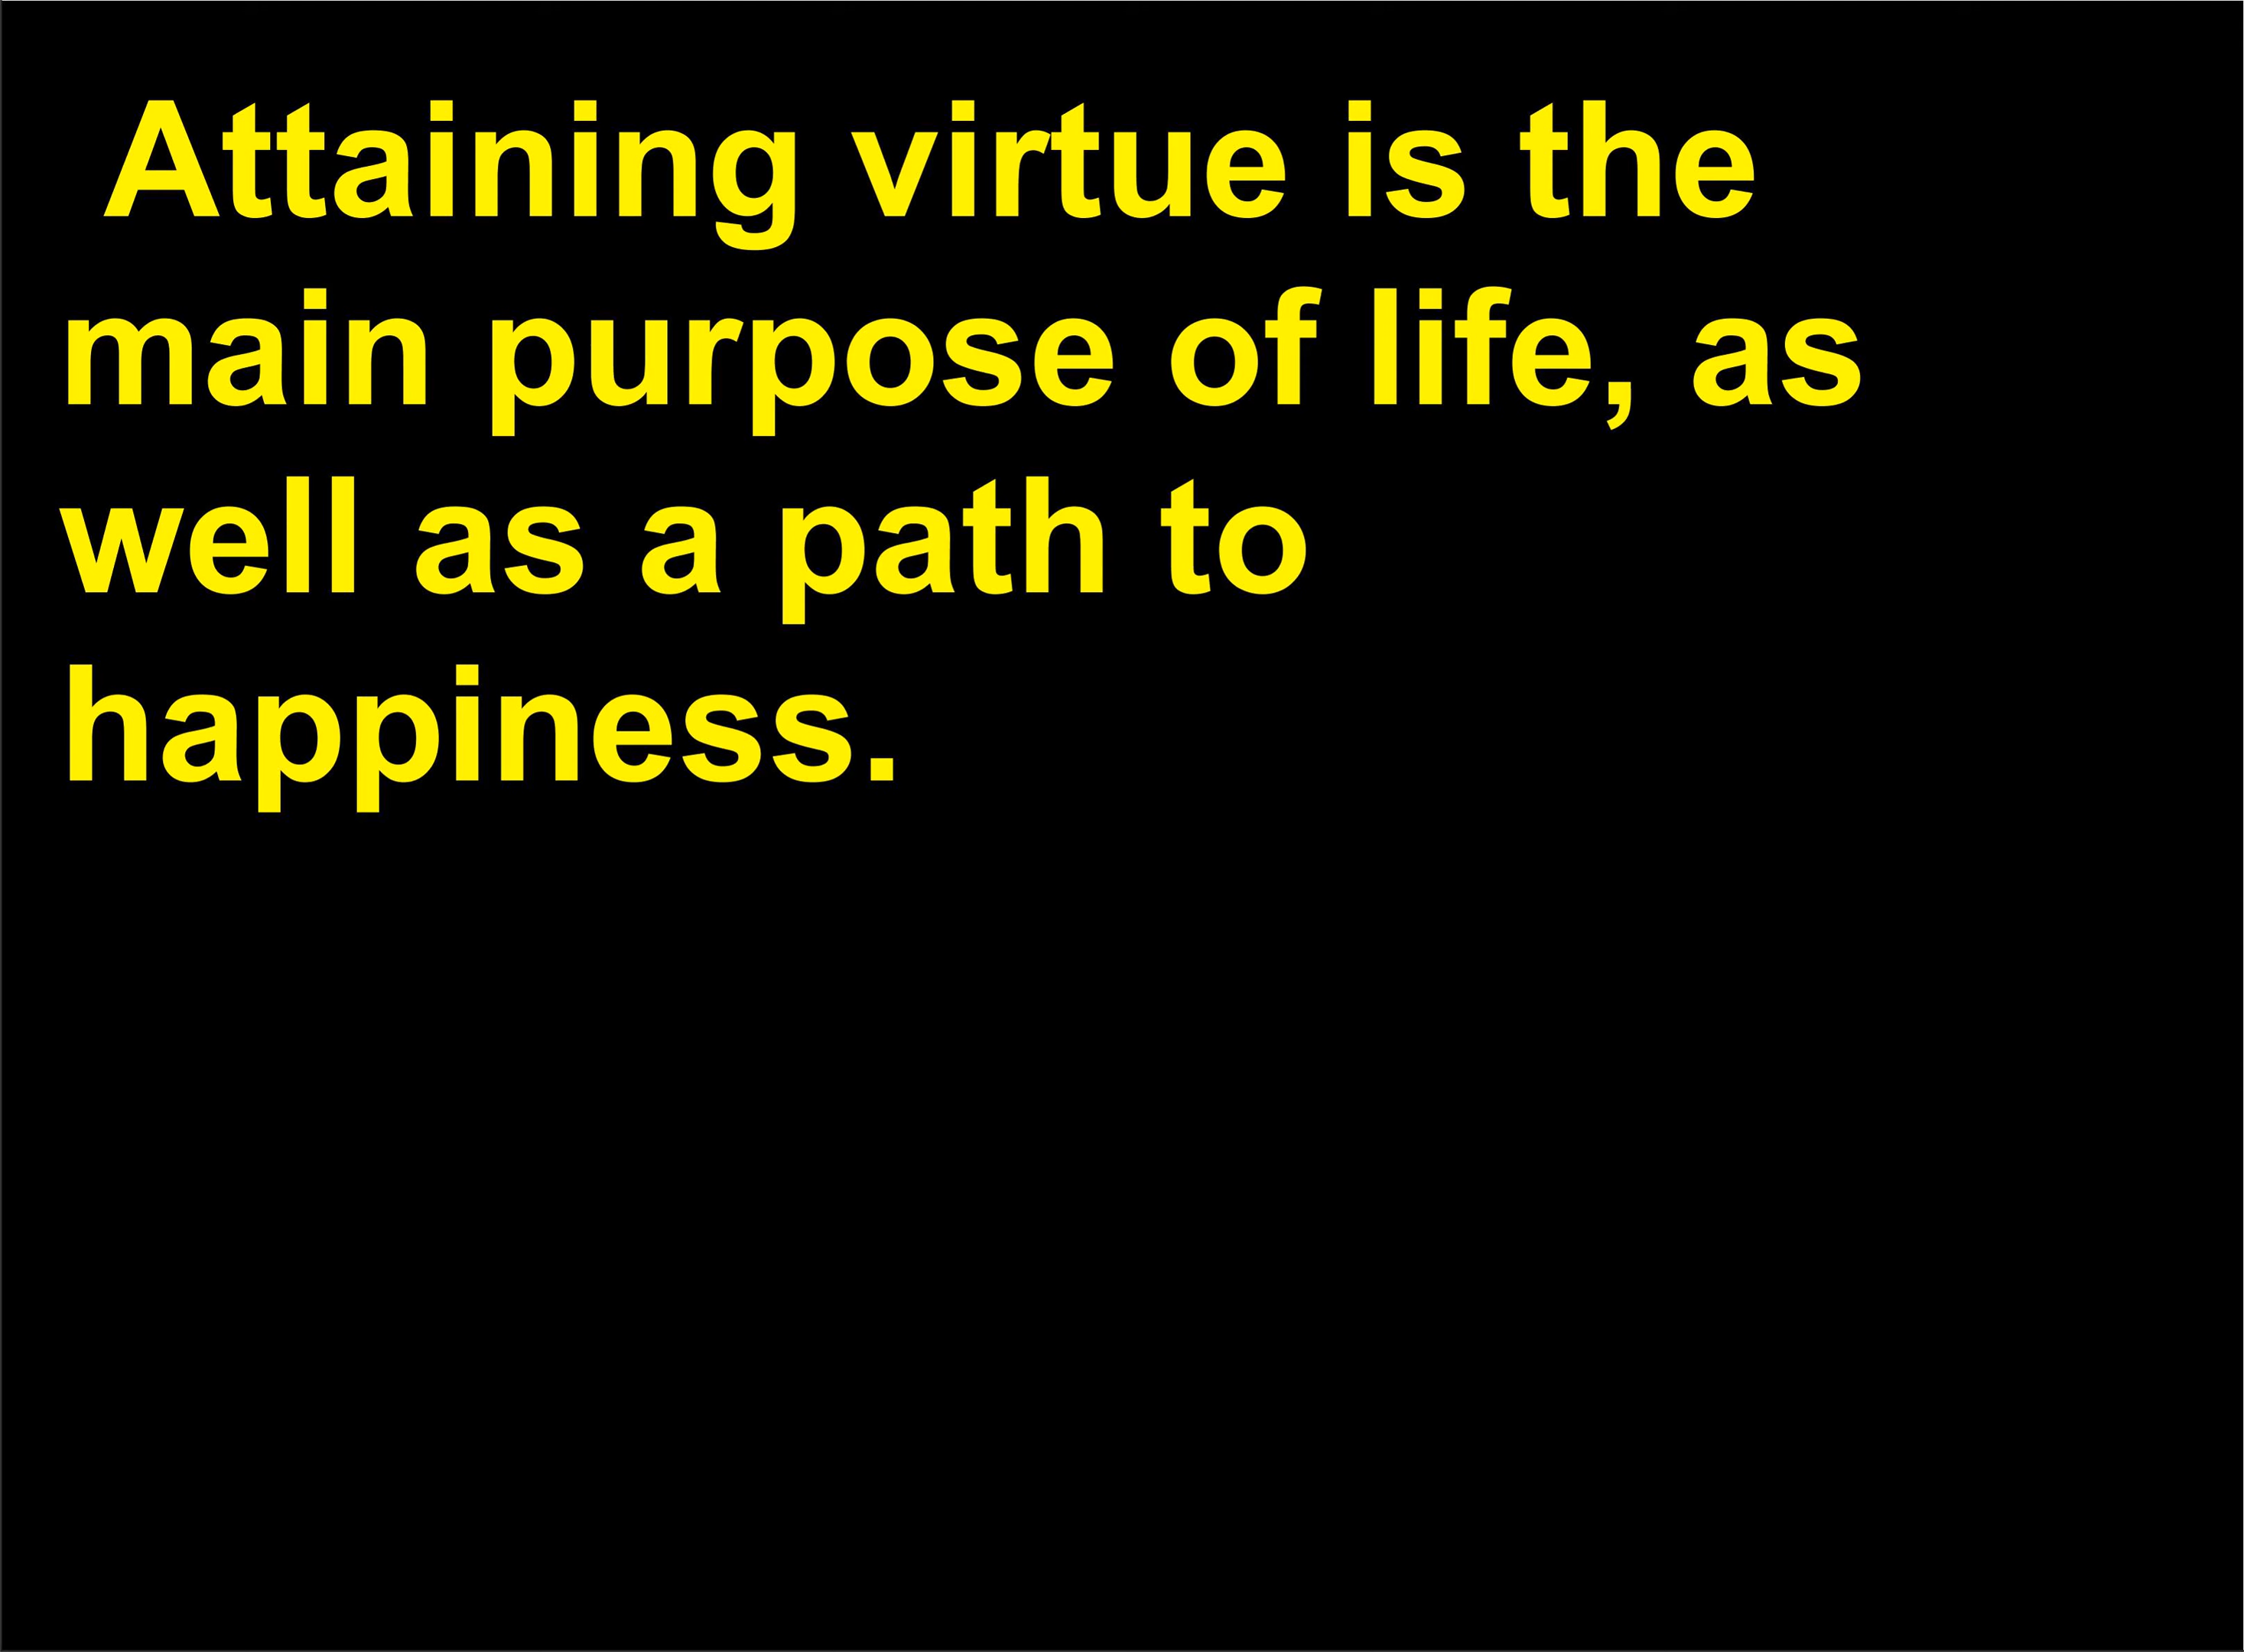 Attaining virtue is the
main purpose of life, as
well as a path to
happiness.